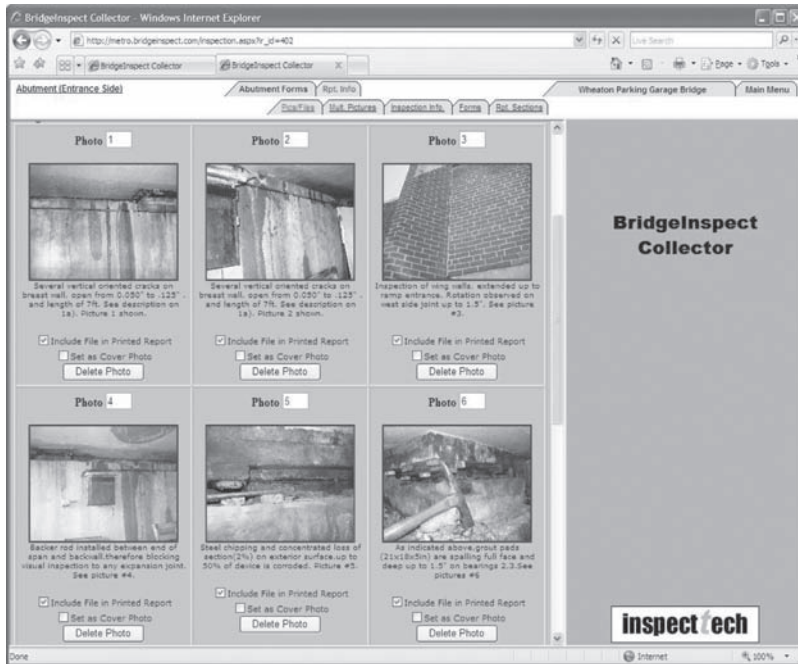 BridgeInspect Collector - Windows Internet Explorer
http://metro.bridgeinspect.com/inspection.aspx?r_id=402
Live Search
BridgeInspect Collector
BridgeInspect Collector
Page
Tools
Abutment (Entrance Side)
Abutment Forms
Rpt. Info
Wheaton Parking Garage Bridge
Main Menu
Pics/Files
Mult. Pictures
Inspection Info.
Forms
Rpt. Sections
Photo 1
Several vertical oriented cracks on
breast wall, open from 0.050" to .125" ,
and length of 7ft. See description on
1a). Picture 1 shown.
Include File in Printed Report
Set as Cover Photo
Delete Photo
Photo 2
Several vertical oriented cracks on
breast wall, open from 0.050" to .125" ,
and length of 7ft. See description on
1a). Picture 2 shown.
Include File in Printed Report
Set as Cover Photo
Delete Photo
Photo 3
Inspection of wing walls, extended up to
ramp entrance. Rotation observed on
west side joint up to 1.5". See picture
#3.
Include File in Printed Report
Set as Cover Photo
Delete Photo
Photo 4
Backer rod installed between end of
span and backwall,therefore blocking
visual inspection to any expansion joint.
See picture #4.
Include File in Printed Report
Set as Cover Photo
Delete Photo
Photo 5
Steel chipping and concentrated loss of
section(2%) on exterior surface.up to
50% of device is corroded. Picture #5.
Include File in Printed Report
Set as Cover Photo
Delete Photo
Photo 6
As indicated above,grout pads
(21x18x5in) are spalling full face and
deep up to 1.5" on bearings 2,3.See
pictures #6
Include File in Printed Report
Set as Cover Photo
Delete Photo
BridgeInspect
Collector
inspecttech
Done
Internet
100%